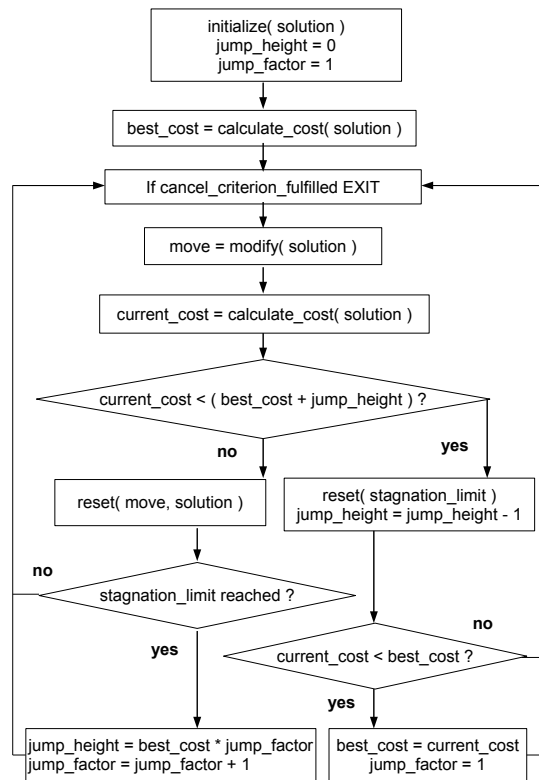 initialize( solution )
jump_height = 0
jump_factor = 1
best_cost = calculate_cost( solution )
If cancel_criterion_fulfilled EXIT
move = modify( solution )
current_cost = calculate_cost( solution )
current_cost < ( best_cost + jump_height ) ?
no
yes
reset( move, solution )
reset( stagnation_limit )
jump_height = jump_height - 1
no
stagnation_limit reached ?
no
yes
current_cost < best_cost ?
yes
jump_height = best_cost * jump_factor
jump_factor = jump_factor + 1
best_cost = current_cost
jump_factor = 1